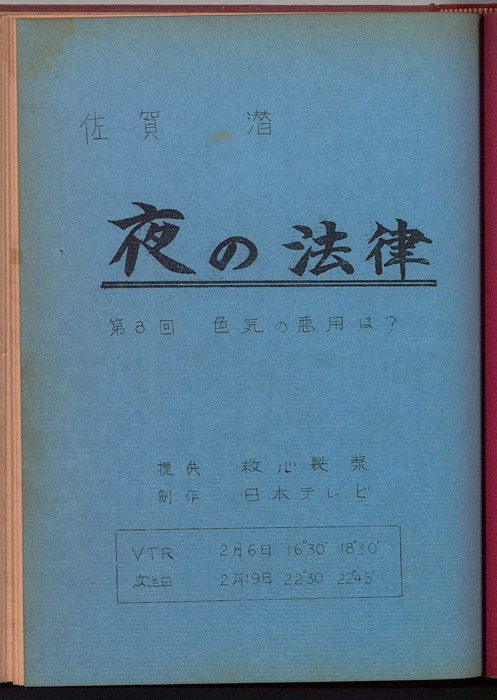 佐賀 潜
夜の法律
第3回 色気の悪用は?
提供 救心製薬
制作 日本テレビ
VTR 2月6日 16°30′ 18°30′
放送日 2月19日 22°30′ 22°45′